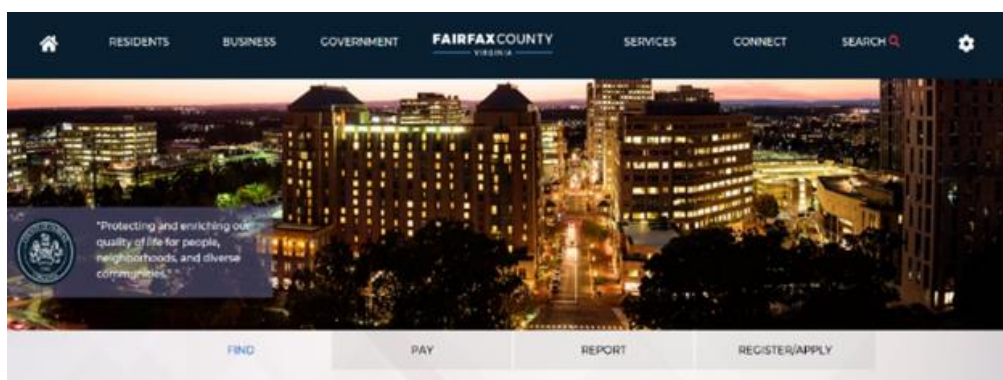 RESIDENTS BUSINESS GOVERNMENT FAIRFAX COUNTY SERVICES CONNECT SEARCH
VIRGINIA
"Protecting and enriching our
quality of life for people,
neighborhoods, and diverse
communities."
FIND PAY REPORT REGISTER/APPLY